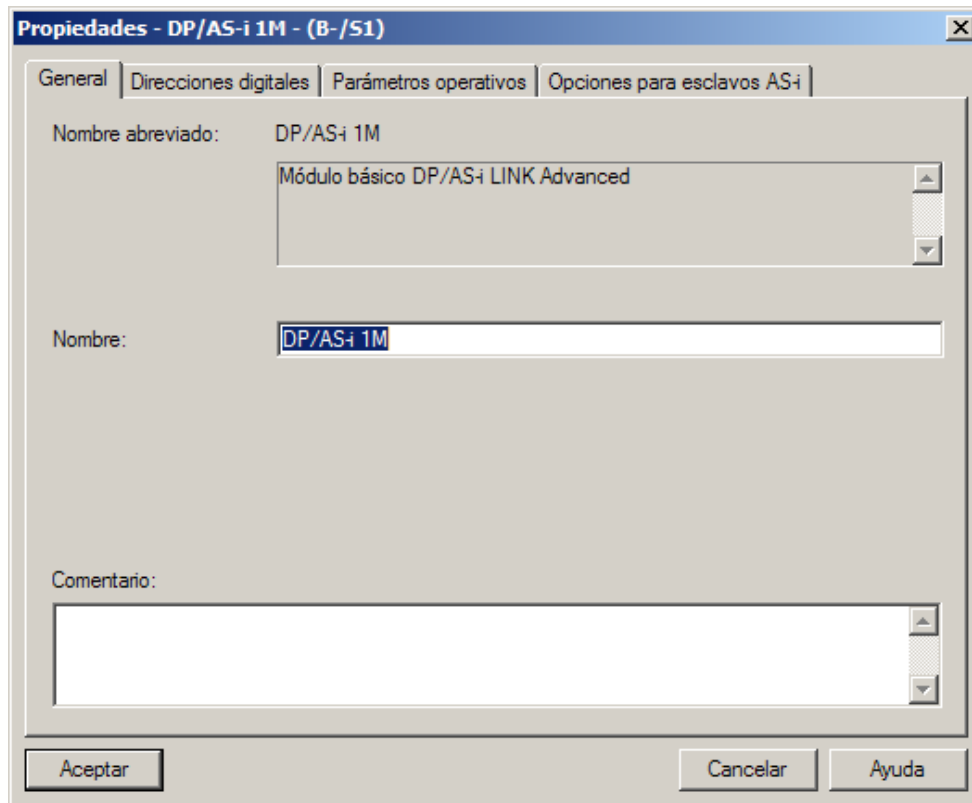 Propiedades - DP/AS-i 1M - (B-/S1)
General Direcciones digitales Parámetros operativos Opciones para esclavos AS-i
Nombre abreviado: DP/AS-i 1M
Módulo básico DP/AS-i LINK Advanced
Nombre: DP/AS-i 1M
Comentario:
Aceptar Cancelar Ayuda